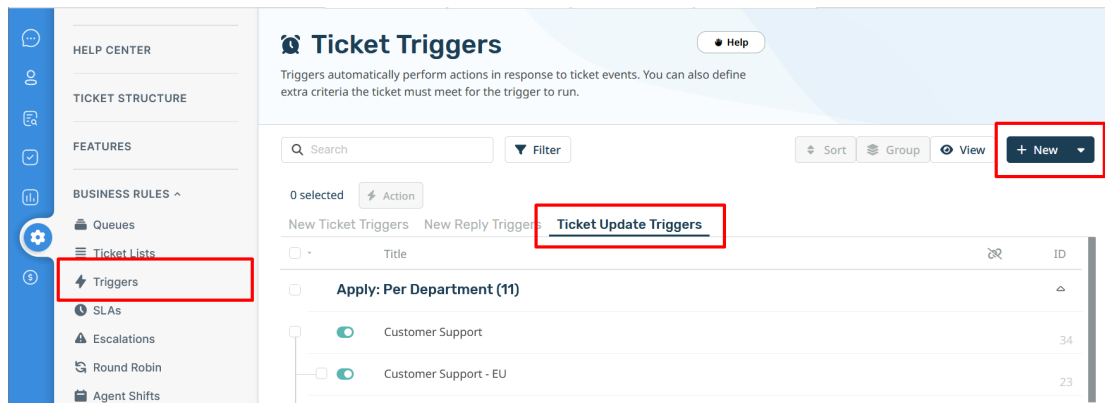 HELP CENTER
TICKET STRUCTURE
FEATURES
BUSINESS RULES
Queues
Ticket Lists
Triggers
SLAs
Escalations
Round Robin
Agent Shifts
Ticket Triggers
Help
Triggers automatically perform actions in response to ticket events. You can also define
extra criteria the ticket must meet for the trigger to run.
Search
Filter
Sort
Group
View
+ New
0 selected
Action
New Ticket Triggers
New Reply Triggers
Ticket Update Triggers
Title
ID
Apply: Per Department (11)
Customer Support
34
Customer Support - EU
23